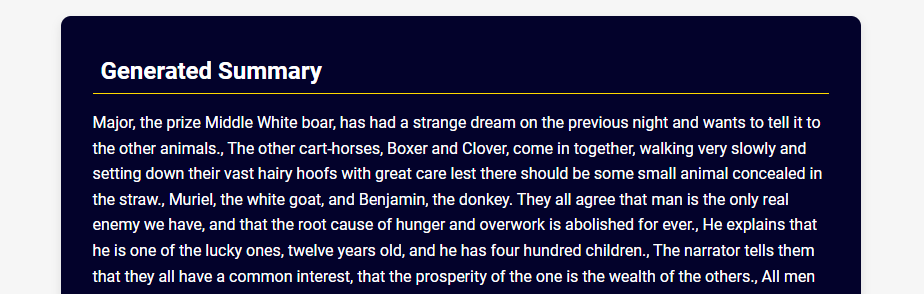 Generated Summary
Major, the prize Middle White boar, has had a strange dream on the previous night and wants to tell it to
the other animals., The other cart-horses, Boxer and Clover, come in together, walking very slowly and
setting down their vast hairy hoofs with great care lest there should be some small animal concealed in
the straw., Muriel, the white goat, and Benjamin, the donkey. They all agree that man is the only real
enemy we have, and that the root cause of hunger and overwork is abolished for ever., He explains that
he is one of the lucky ones, twelve years old, and he has four hundred children., The narrator tells them
that they all have a common interest, that the prosperity of the one is the wealth of the others., All men